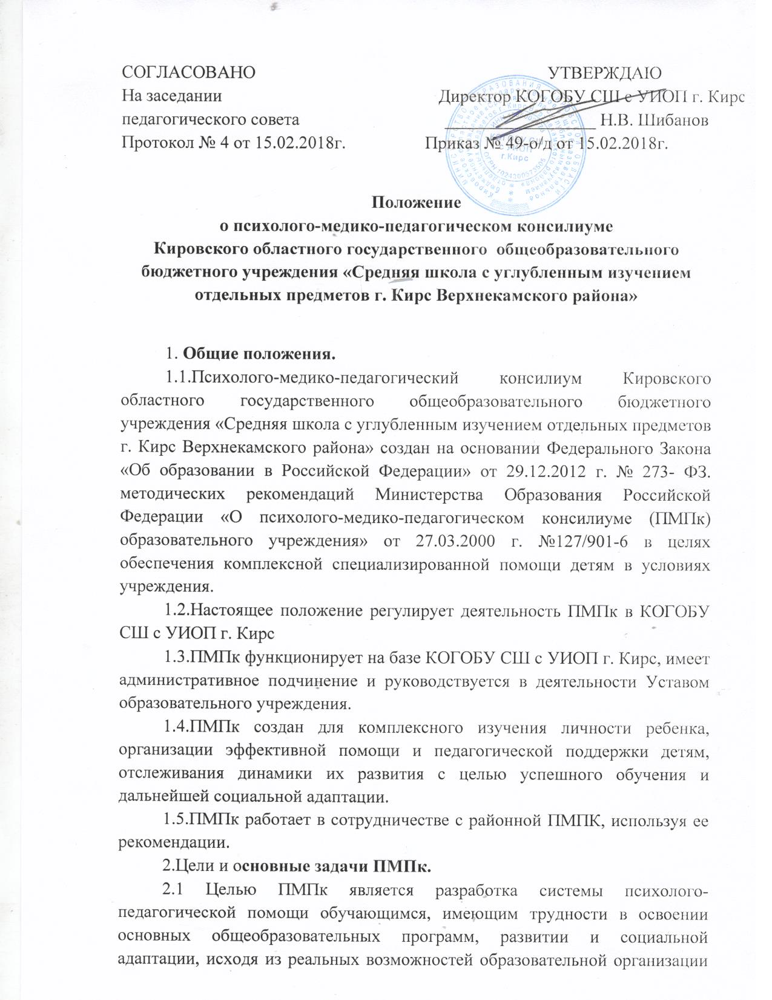 СОГЛАСОВАНО УТВЕРЖДАЮ
На заседании Директор КОГОБУ СШ с УИОП г. Кирс
педагогического совета __________________ Н.В. Шибанов
Протокол № 4 от 15.02.2018г. Приказ № 49-о/д от 15.02.2018г.
КОГОБУ СШ
с УИОП
г.Кирс
ОГРН 1024300573505
Положение
о психолого-медико-педагогическом консилиуме
Кировского областного государственного общеобразовательного
бюджетного учреждения «Средняя школа с углубленным изучением
отдельных предметов г. Кирс Верхнекамского района»
1. Общие положения.
1.1.Психолого-медико-педагогический консилиум Кировского
областного государственного общеобразовательного бюджетного
учреждения «Средняя школа с углубленным изучением отдельных предметов
г. Кирс Верхнекамского района» создан на основании Федерального Закона
«Об образовании в Российской Федерации» от 29.12.2012 г. № 273- ФЗ.
методических рекомендаций Министерства Образования Российской
Федерации «О психолого-медико-педагогическом консилиуме (ПМПк)
образовательного учреждения» от 27.03.2000 г. №127/901-6 в целях
обеспечения комплексной специализированной помощи детям в условиях
учреждения.
1.2.Настоящее положение регулирует деятельность ПМПк в КОГОБУ
СШ с УИОП г. Кирс
1.3.ПМПк функционирует на базе КОГОБУ СШ с УИОП г. Кирс, имеет
административное подчинение и руководствуется в деятельности Уставом
образовательного учреждения.
1.4.ПМПк создан для комплексного изучения личности ребенка,
организации эффективной помощи и педагогической поддержки детям,
отслеживания динамики их развития с целью успешного обучения и
дальнейшей социальной адаптации.
1.5.ПМПк работает в сотрудничестве с районной ПМПК, используя ее
рекомендации.
2.Цели и основные задачи ПМПк.
2.1 Целью ПМПк является разработка системы психолого-
педагогической помощи обучающимся, имеющим трудности в освоении
основных общеобразовательных программ, развитии и социальной
адаптации, исходя из реальных возможностей образовательной организации